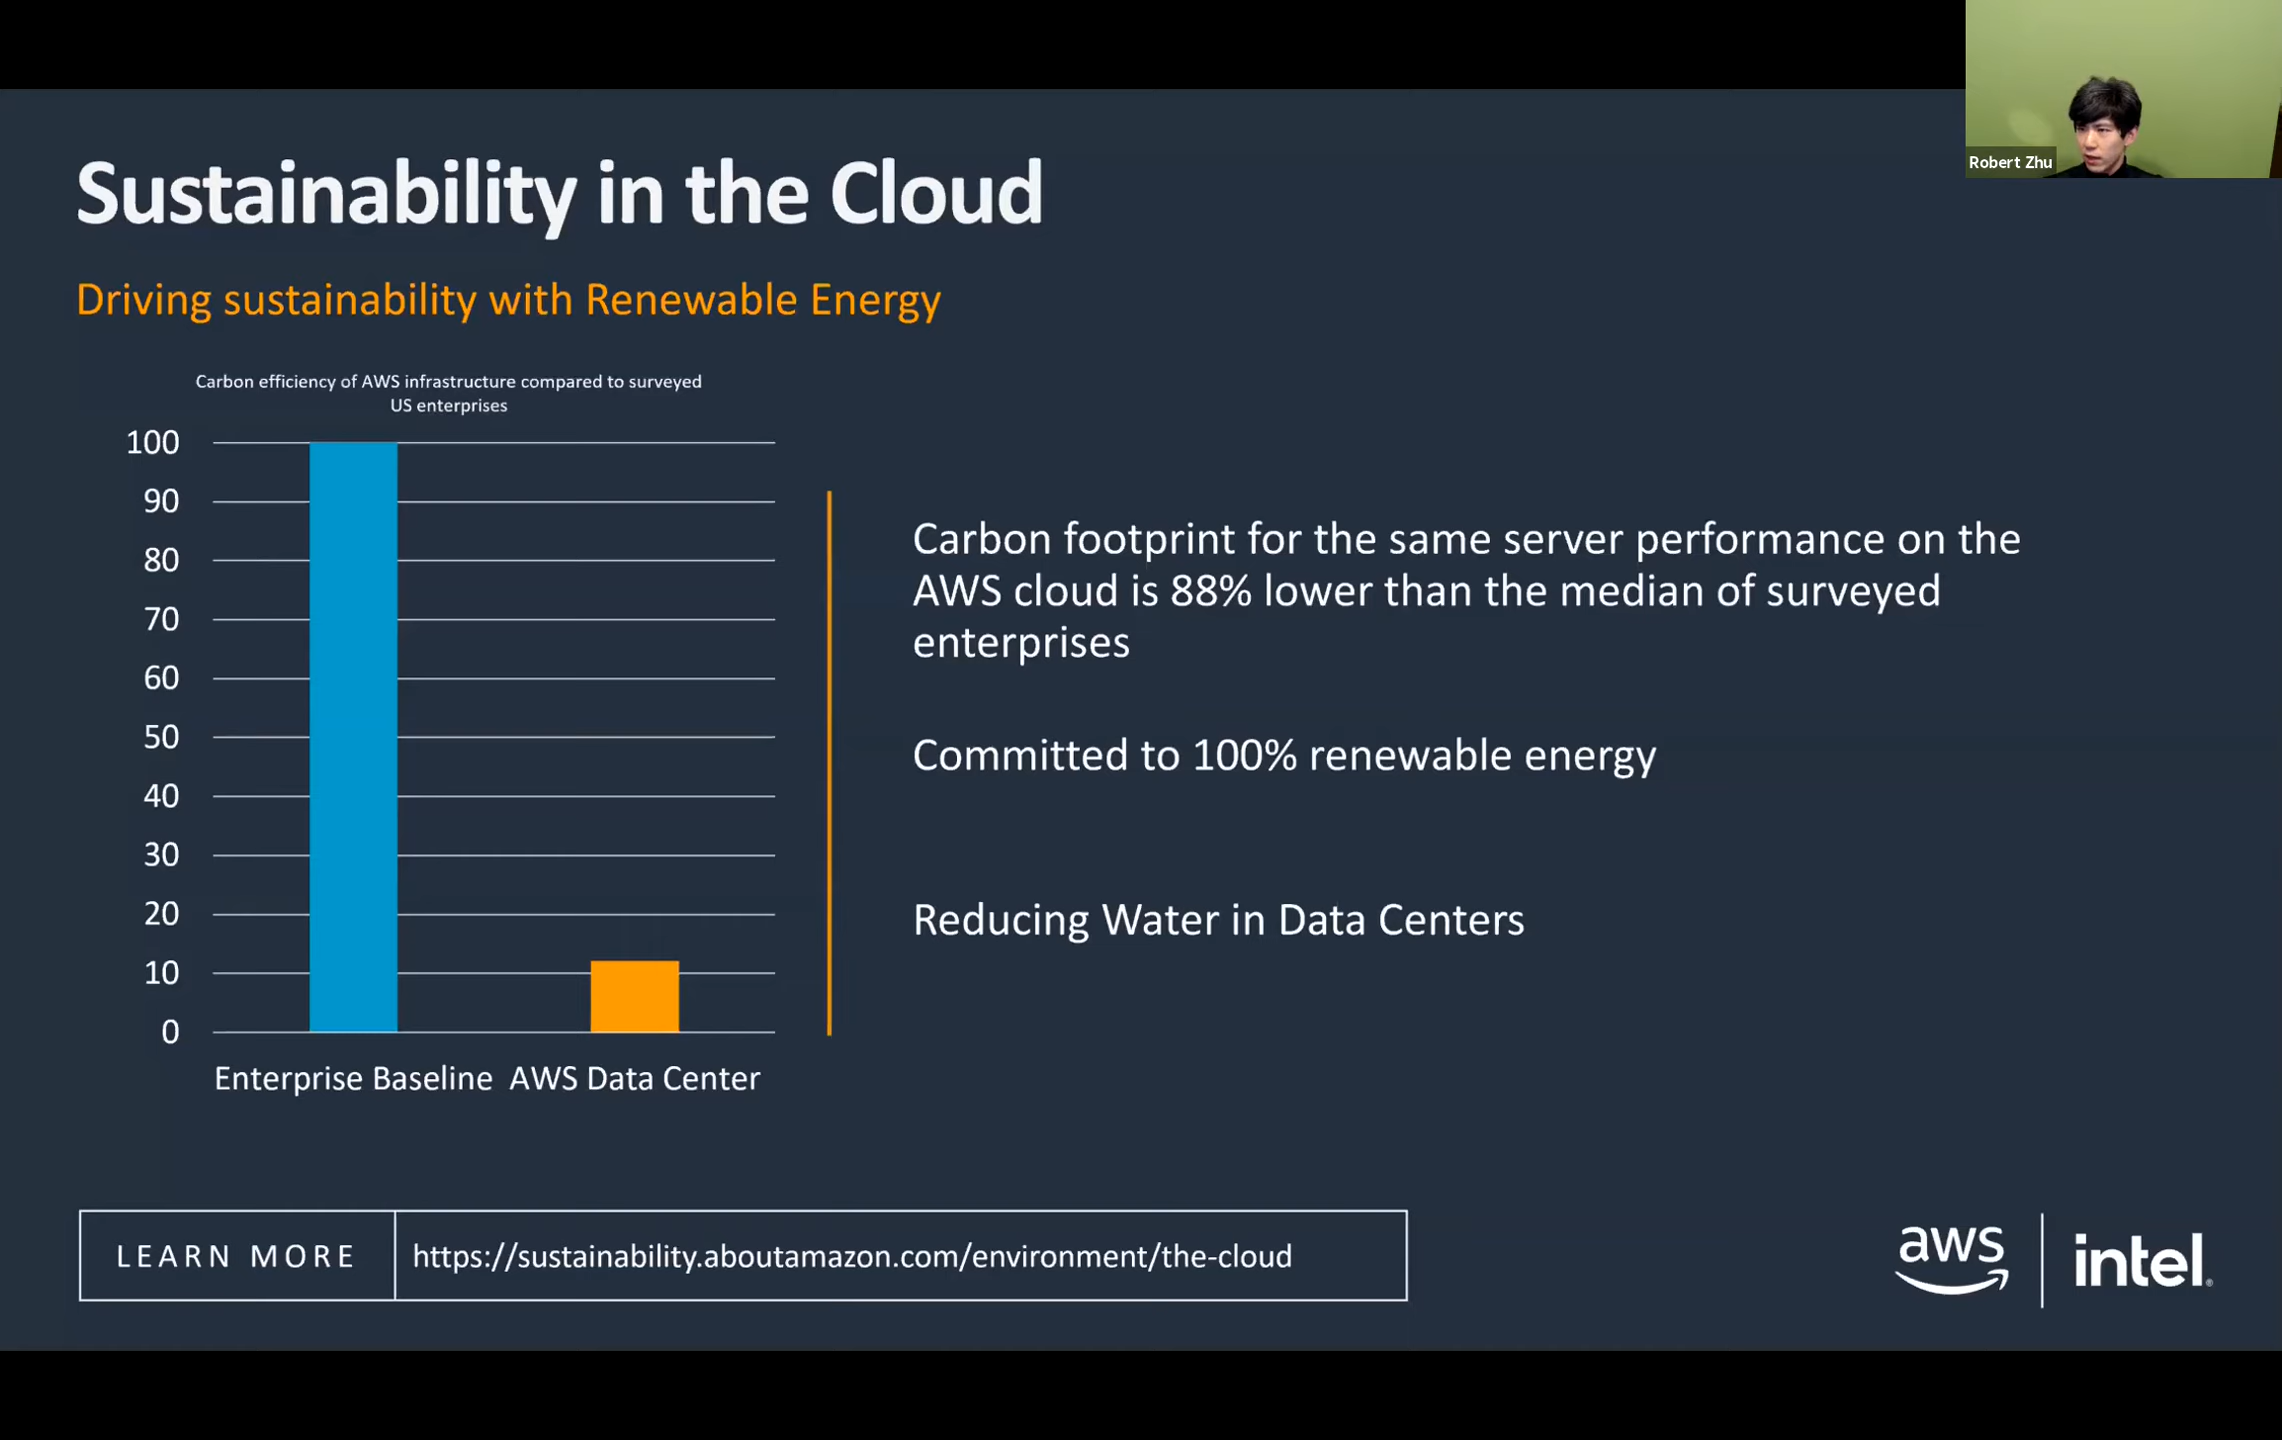 Robert Zhu
Sustainability in the Cloud
Driving sustainability with Renewable Energy
Carbon efficiency of AWS infrastructure compared to surveyed
US enterprises
100
90
80
70
60
50
40
30
20
10
0
Enterprise Baseline
AWS Data Center
Carbon footprint for the same server performance on the
AWS cloud is 88% lower than the median of surveyed
enterprises
Committed to 100% renewable energy
Reducing Water in Data Centers
LEARN MORE
https://sustainability.aboutamazon.com/environment/the-cloud
aws
intel®